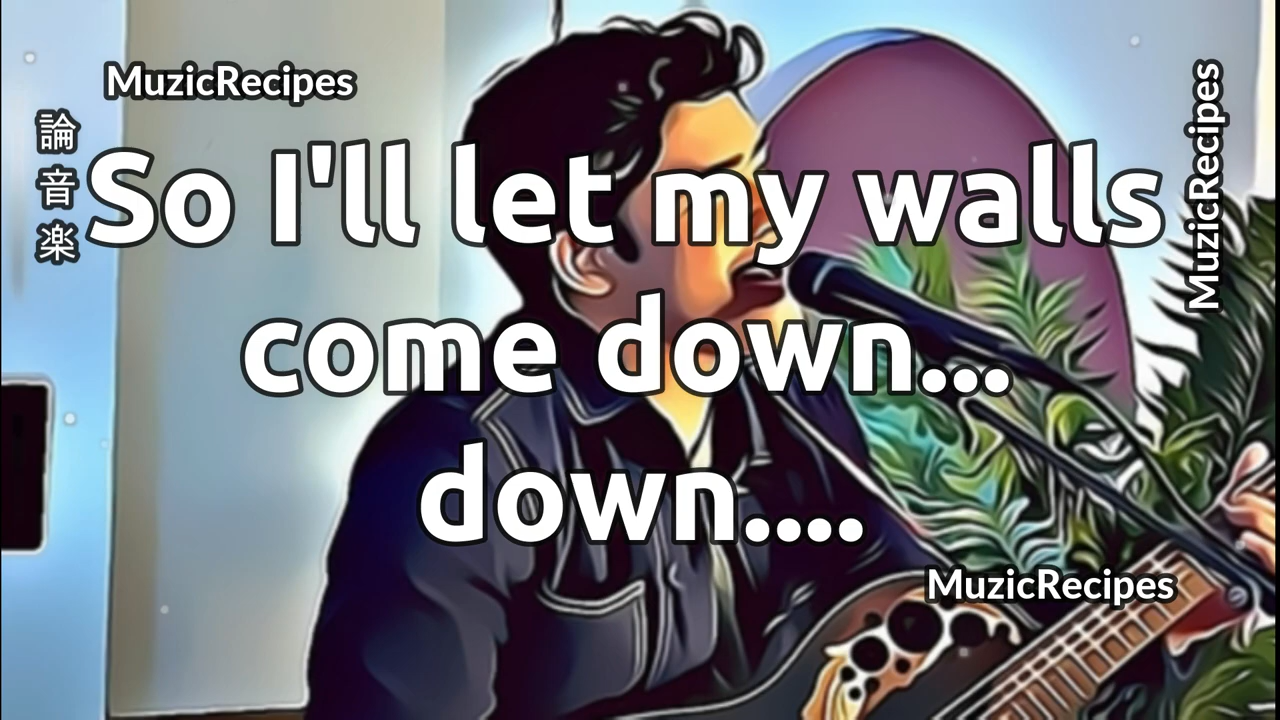 MuzicRecipes
論音楽
So I'll let my walls
come down...
down....
MuzicRecipes
MuzicRecipes